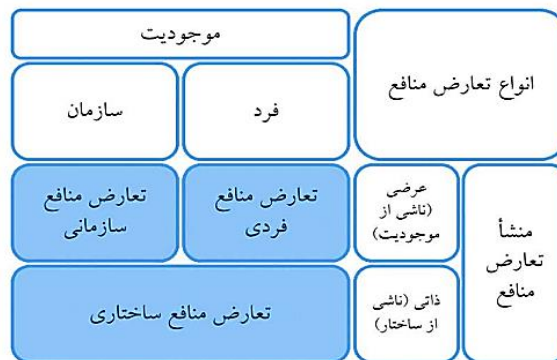 انواع تعارض منافع
موجودیت
فرد
سازمان
منشأ
تعارض
منافع
عرضی
(ناشی از
موجودیت)
تعارض منافع
فردی
تعارض منافع
سازمانی
ذاتی (ناشی
از ساختار)
تعارض منافع ساختاری